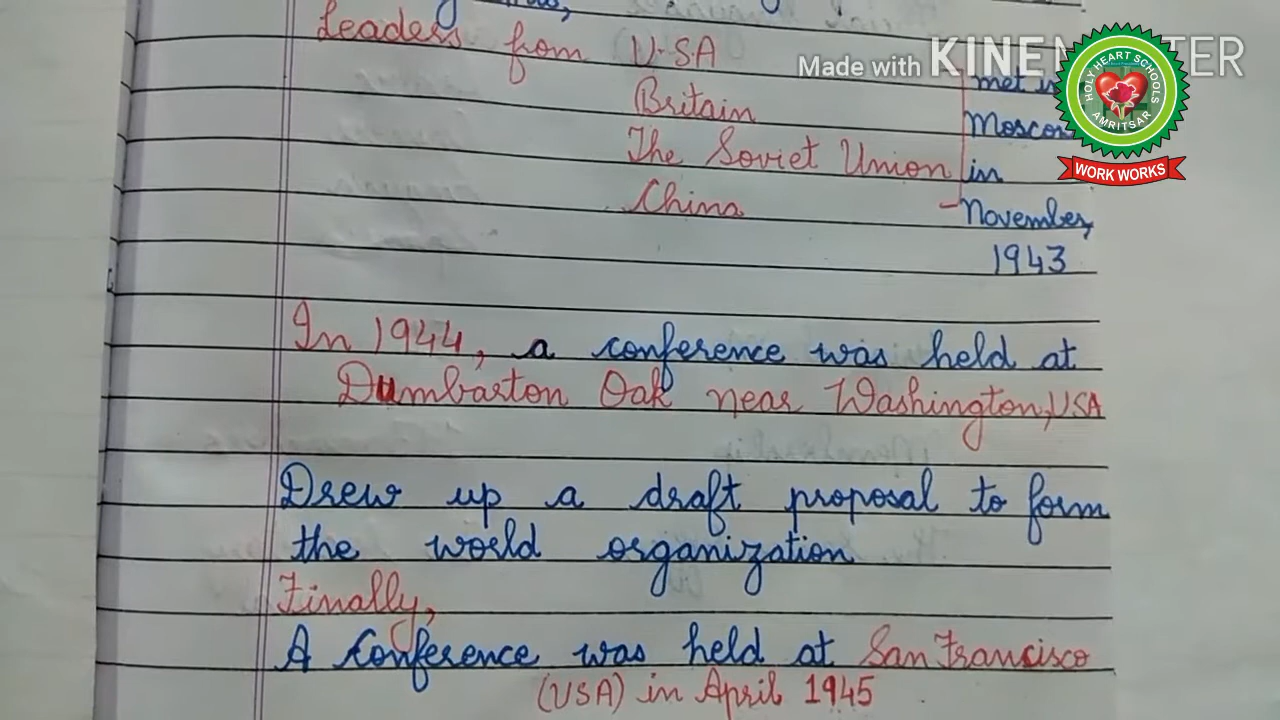 Leaders from U.S.A
Made with KINEMASTER
met in
Britain
Moscow
The Soviet Union
in
China
- November,
1943
HOLY HEART SCHOOLS
AMRITSAR
WORK WORKS
In 1944, a conference was held at
Dumbarton Oak near Washington, USA
Drew up a draft proposal to form
the world organization
Finally,
A Conference was held at San Francisco
(USA) in April 1945